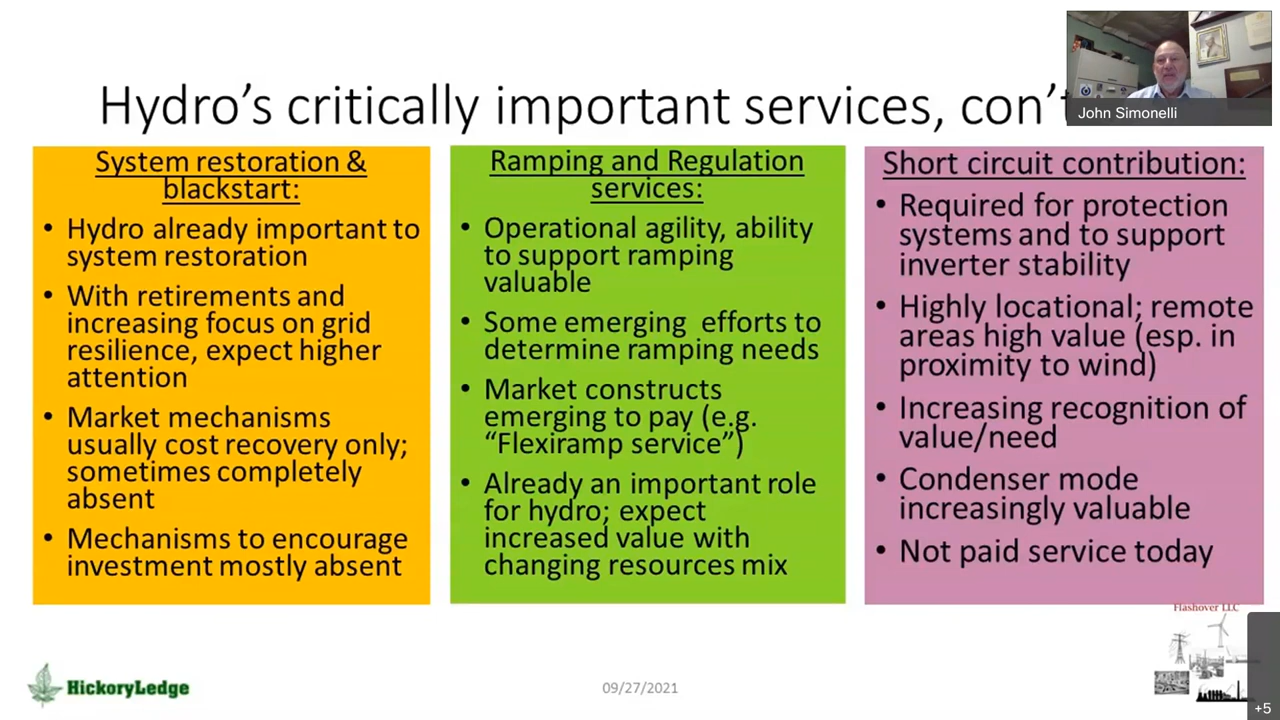 Hydro’s critically important services, con’t
John Simonelli
System restoration &
blackstart:
• Hydro already important to
system restoration
• With retirements and
increasing focus on grid
resilience, expect higher
attention
• Market mechanisms
usually cost recovery only;
sometimes completely
absent
• Mechanisms to encourage
investment mostly absent
Ramping and Regulation
services:
• Operational agility, ability
to support ramping
valuable
• Some emerging  efforts to
determine ramping needs
• Market constructs
emerging to pay (e.g.
“Flexiramp service”)
• Already an important role
for hydro; expect
increased value with
changing resources mix
Short circuit contribution:
• Required for protection
systems and to support
inverter stability
• Highly locational; remote
areas high value (esp. in
proximity to wind)
• Increasing recognition of
value/need
• Condenser mode
increasingly valuable
• Not paid service today
Flashover LLC
HickoryLedge
09/27/2021
+5